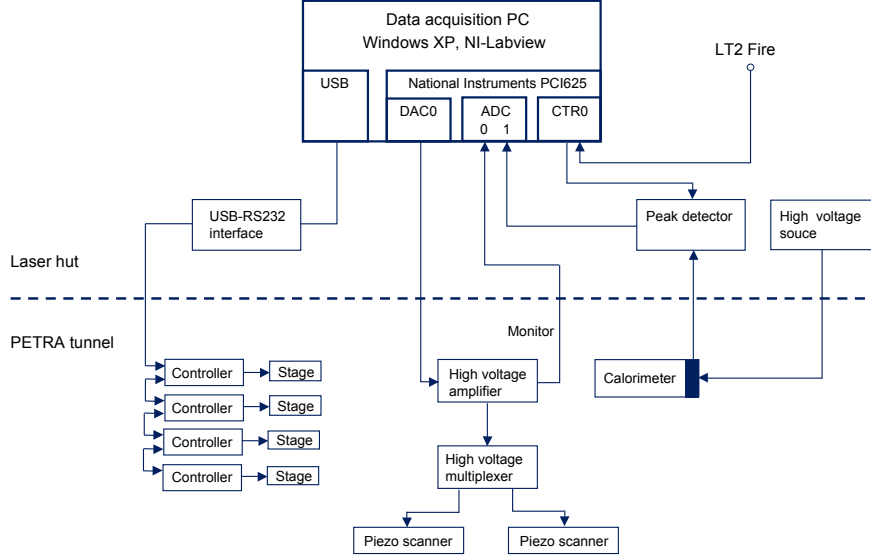 Data acquisition PC
Windows XP, NI-Labview
LT2 Fire
USB
National Instruments PCI625
DAC0
ADC
0 1
CTR0
USB-RS232
interface
Peak detector
High voltage
souce
Laser hut
Monitor
PETRA tunnel
Controller
Stage
High voltage
amplifier
Calorimeter
Controller
Stage
Controller
Stage
High voltage
multiplexer
Controller
Stage
Piezo scanner
Piezo scanner